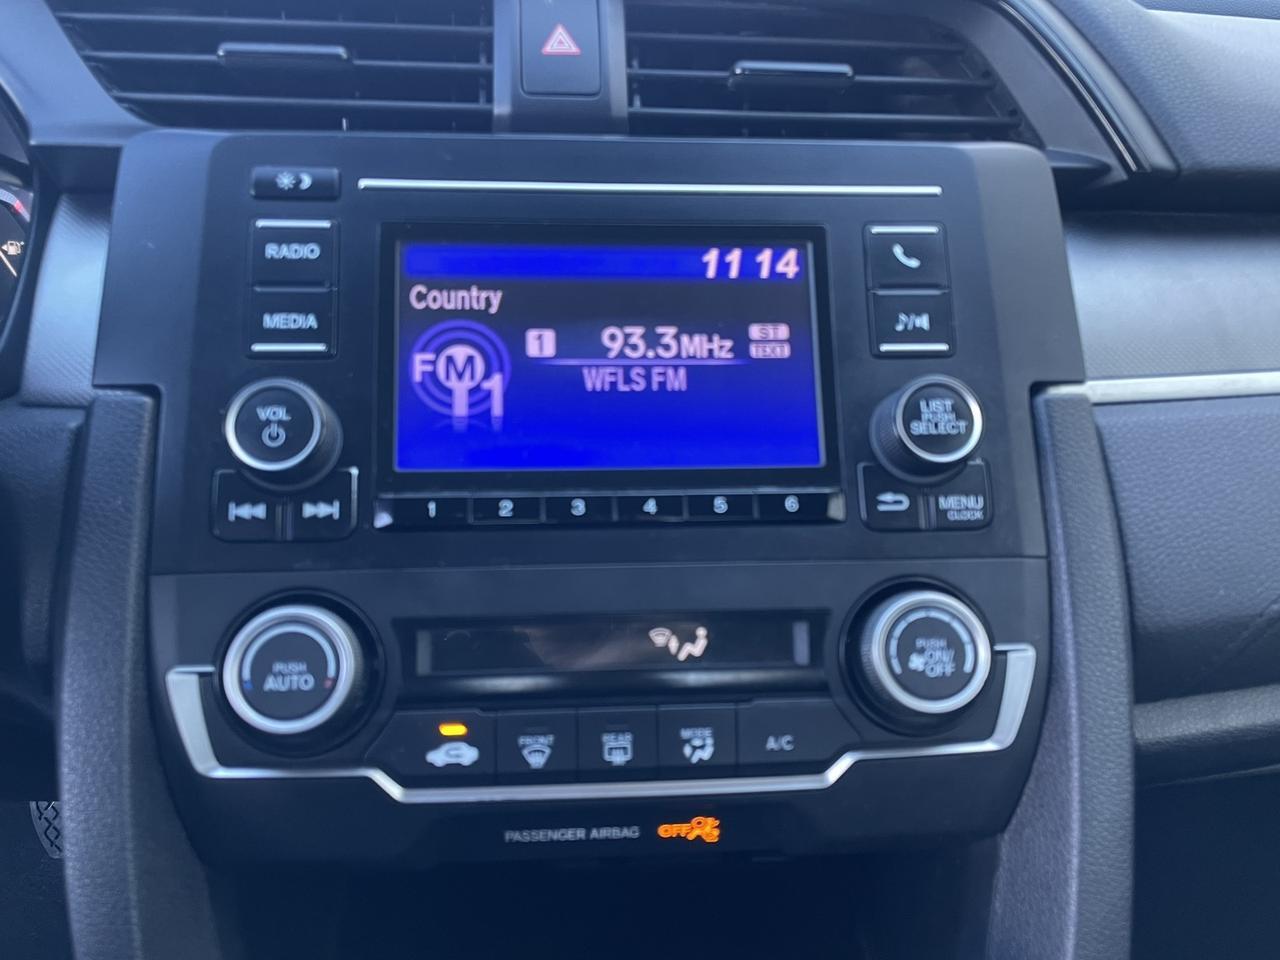 RADIO
MEDIA
11 14
Country
FM 1
1
93.3MHz
ST
TEXT
WFLS FM
VOL
LIST
PUSH
SELECT
1 2 3 4 5 6
MENU
CLOCK
PUSH
AUTO
PUSH
ON/
OFF
FRONT
REAR
MODE
A/C
PASSENGER AIRBAG OFF